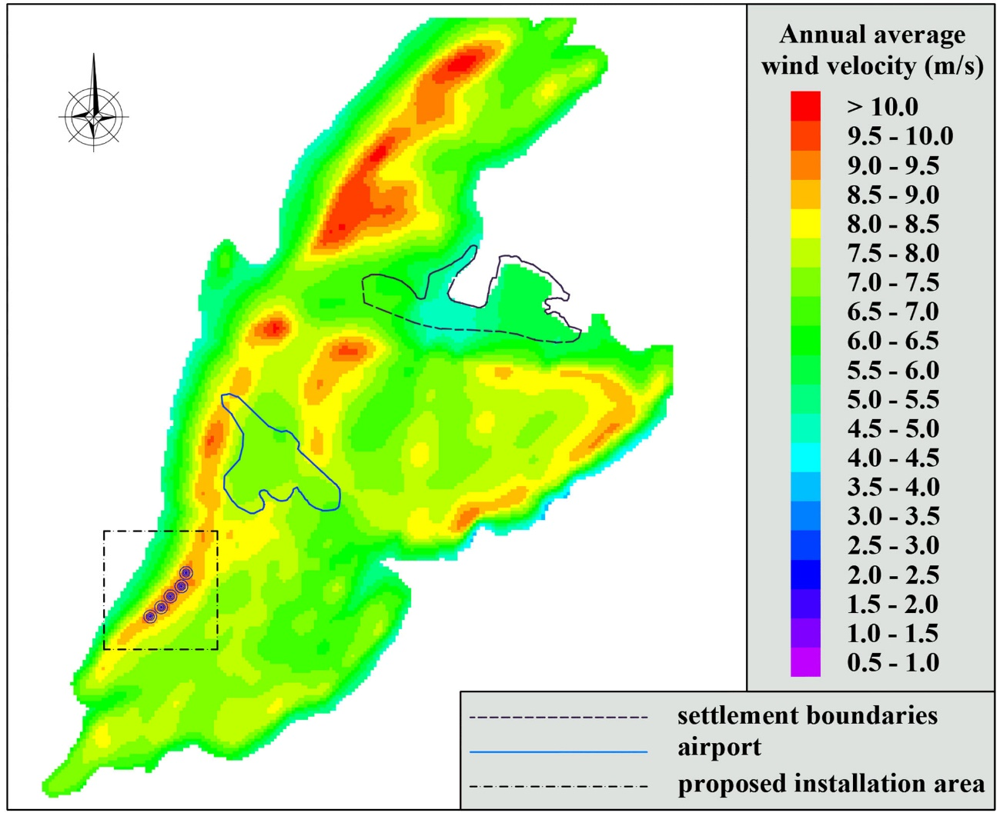 Annual average
wind velocity (m/s)
> 10.0
9.5 - 10.0
9.0 - 9.5
8.5 - 9.0
8.0 - 8.5
7.5 - 8.0
7.0 - 7.5
6.5 - 7.0
6.0 - 6.5
5.5 - 6.0
5.0 - 5.5
4.5 - 5.0
4.0 - 4.5
3.5 - 4.0
3.0 - 3.5
2.5 - 3.0
2.0 - 2.5
1.5 - 2.0
1.0 - 1.5
0.5 - 1.0
settlement boundaries
airport
proposed installation area